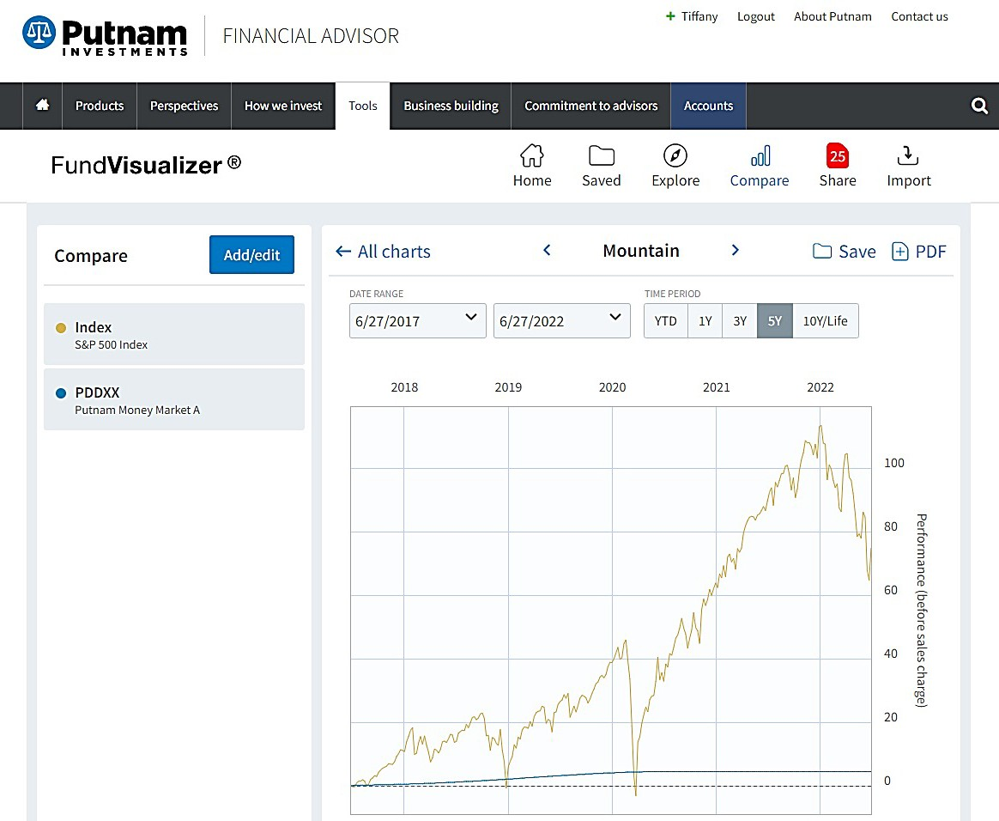 + Tiffany Logout About Putnam Contact us
Putnam
INVESTMENTS
FINANCIAL ADVISOR
Products Perspectives How we invest Tools Business building Commitment to advisors Accounts
FundVisualizer ®
25
Home Saved Explore Compare Share Import
Compare Add/edit
Index
S&P 500 Index
PDDXX
Putnam Money Market A
← All charts < Mountain > Save PDF
DATE RANGE TIME PERIOD
6/27/2017 6/27/2022 YTD 1Y 3Y 5Y 10Y/Life
2018 2019 2020 2021 2022
100
80
60
40
20
0
Performance (before sales charge)